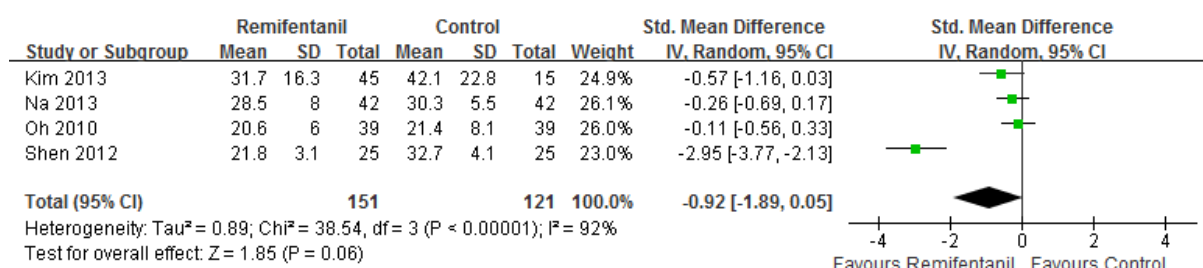 Remifentanil Control Std. Mean Difference Std. Mean Difference
Study or Subgroup Mean SD Total Mean SD Total Weight IV, Random, 95% CI IV, Random, 95% CI
Kim 2013 31.7 16.3 45 42.1 22.8 15 24.9% -0.57 [-1.16, 0.03]
Na 2013 28.5 8 42 30.3 5.5 42 26.1% -0.26 [-0.69, 0.17]
Oh 2010 20.6 6 39 21.4 8.1 39 26.0% -0.11 [-0.56, 0.33]
Shen 2012 21.8 3.1 25 32.7 4.1 25 23.0% -2.95 [-3.77, -2.13]
Total (95% CI) 151 121 100.0% -0.92 [-1.89, 0.05]
Heterogeneity: Tau² = 0.89; Chi² = 38.54, df = 3 (P < 0.00001); I² = 92%
Test for overall effect: Z = 1.85 (P = 0.06)
-4 -2 0 2 4
Favours Remifentanil Favours Control